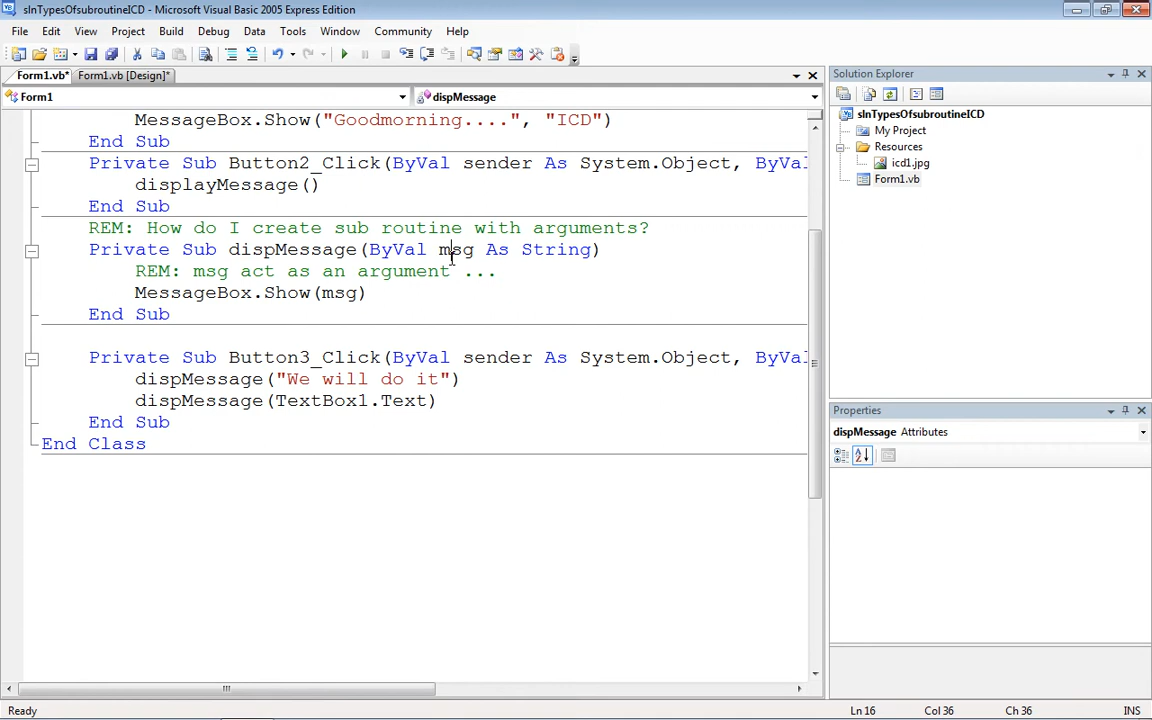 slnTypesOfsubroutineICD - Microsoft Visual Basic 2005 Express Edition
File Edit View Project Build Debug Data Tools Window Community Help
Form1.vb* Form1.vb [Design]*
Form1 dispMessage
MessageBox.Show("Goodmorning....", "ICD")
End Sub
Private Sub Button2_Click(ByVal sender As System.Object, ByVal
displayMessage()
End Sub
REM: How do I create sub routine with arguments?
Private Sub dispMessage(ByVal msg As String)
REM: msg act as an argument ...
MessageBox.Show(msg)
End Sub
Private Sub Button3_Click(ByVal sender As System.Object, ByVal
dispMessage("We will do it")
dispMessage(TextBox1.Text)
End Sub
End Class
Solution Explorer
slnTypesOfsubroutineICD
My Project
Resources
icd1.jpg
Form1.vb
Properties
dispMessage Attributes
Ready Ln 16 Col 36 Ch 36 INS